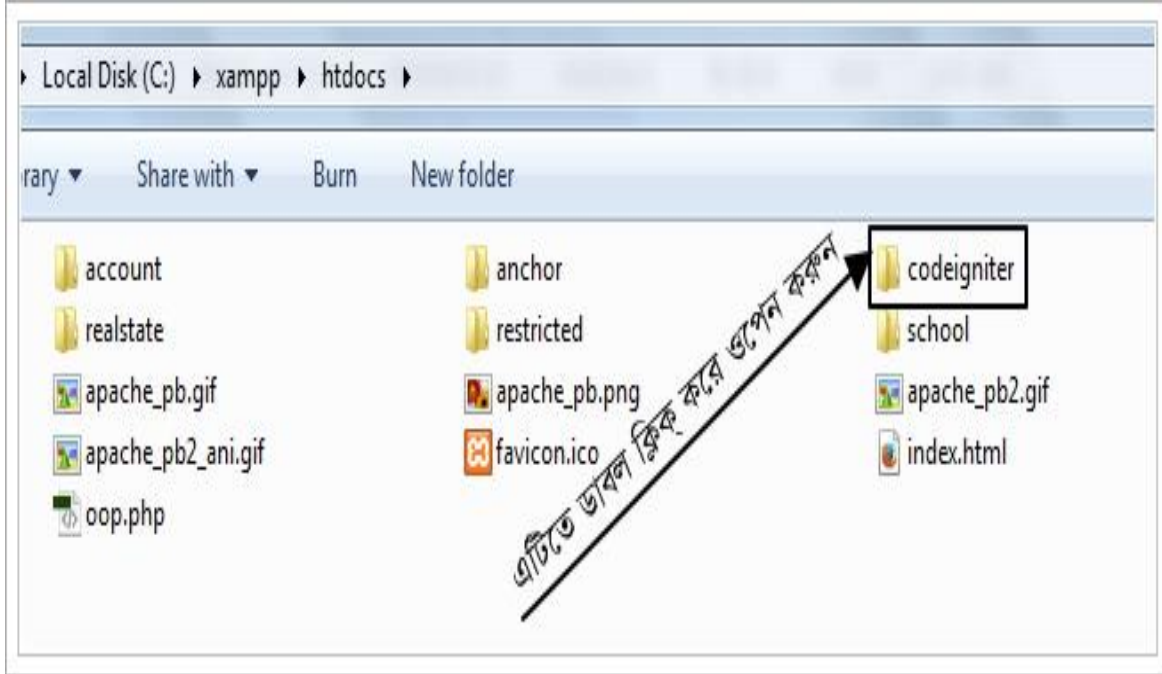 Local Disk (C:) ▸ xampp ▸ htdocs ▸
rary ▾ Share with ▾ Burn New folder
account anchor codeigniter
realstate restricted school
apache_pb.gif apache_pb.png apache_pb2.gif
apache_pb2_ani.gif favicon.ico index.html
oop.php
এটিতে ডাবল ক্লিক্ করে ওপেন করুন